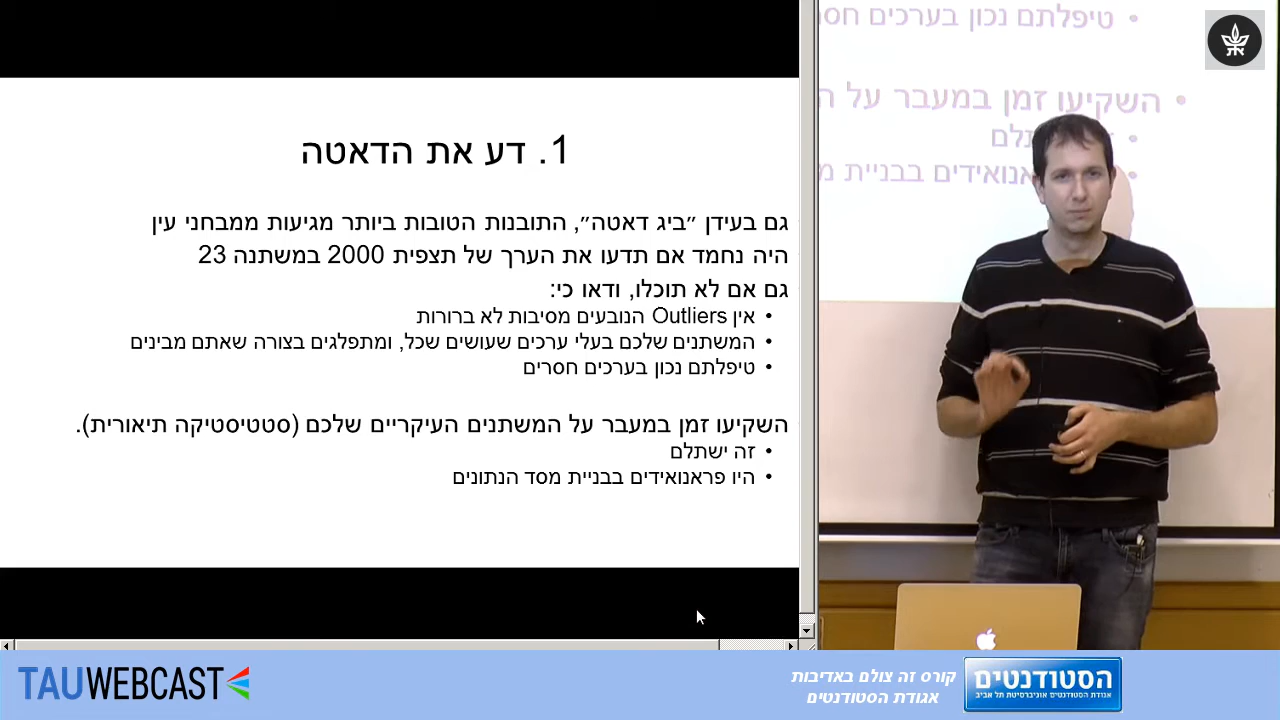 1. דע את הדאטה
גם בעידן ״ביג דאטה״, התובנות הטובות ביותר מגיעות ממבחני עין
היה נחמד אם תדעו את הערך של תצפית 2000 במשתנה 23
גם אם לא תוכלו, ודאו כי:
• אין Outliers הנובעים מסיבות לא ברורות
• המשתנים שלכם בעלי ערכים שעושים שכל, ומתפלגים בצורה שאתם מבינים
• טיפלתם נכון בערכים חסרים
השקיעו זמן במעבר על המשתנים העיקריים שלכם (סטטיסטיקה תיאורית).
• זה ישתלם
• היו פראנואידים בבניית מסד הנתונים
• טיפלתם נכון בערכים חסרים
• השקיעו זמן במעבר על
TAUWEBCAST
קורס זה צולם באדיבות
אגודת הסטודנטים
הסטודנטים
אגודת הסטודנטים אוניברסיטת תל אביב